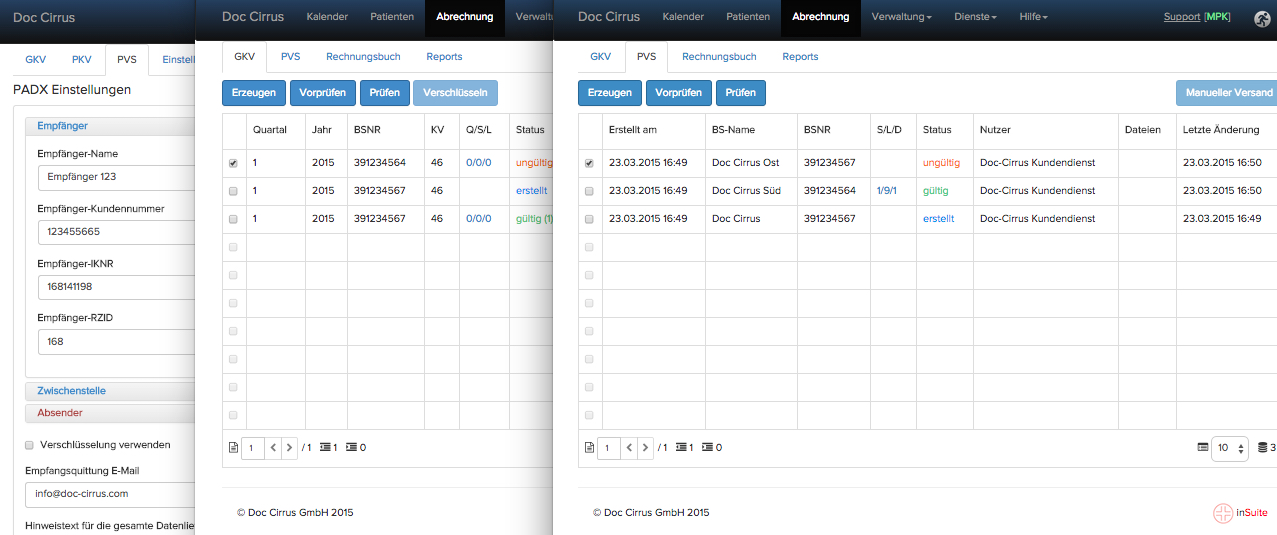 Doc Cirrus
GKV PKV PVS Einstell
PADX Einstellungen
Empfänger
Empfänger-Name
Empfänger 123
Empfänger-Kundennummer
123455665
Empfänger-IKNR
168141198
Empfänger-RZID
168
Zwischenstelle
Absender
Verschlüsselung verwenden
Empfangsquittung E-Mail
info@doc-cirrus.com
Hinweistext für die gesamte Datenlief
Doc Cirrus Kalender Patienten Abrechnung Verwaltu
GKV PVS Rechnungsbuch Reports
Erzeugen Vorprüfen Prüfen Verschlüsseln
Quartal Jahr BSNR KV Q/S/L Status
1 2015 391234564 46 0/0/0 ungültig
1 2015 391234567 46 erstellt
1 2015 391234567 46 0/0/0 gültig (1)
1 / 1 1 0
© Doc Cirrus GmbH 2015
Doc Cirrus Kalender Patienten Abrechnung Verwaltung Dienste Hilfe Support [MPK]
GKV PVS Rechnungsbuch Reports
Erzeugen Vorprüfen Prüfen Manueller Versand
Erstellt am BS-Name BSNR S/L/D Status Nutzer Dateien Letzte Änderung
23.03.2015 16:49 Doc Cirrus Ost 391234567 ungültig Doc-Cirrus Kundendienst 23.03.2015 16:50
23.03.2015 16:49 Doc Cirrus Süd 391234564 1/9/1 gültig Doc-Cirrus Kundendienst 23.03.2015 16:50
23.03.2015 16:49 Doc Cirrus 391234567 erstellt Doc-Cirrus Kundendienst 23.03.2015 16:49
1 / 1 1 0 10 3
© Doc Cirrus GmbH 2015 inSuite